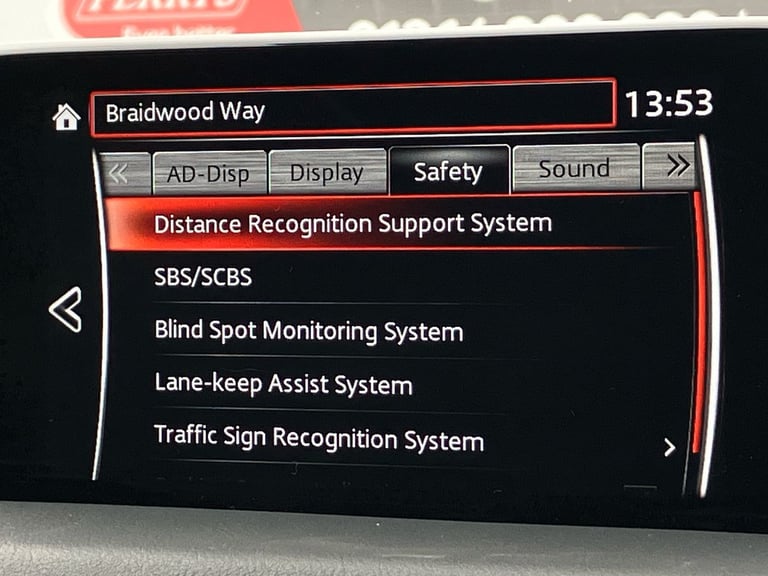 PERRYS
Braidwood Way
13:53
AD-Disp
Display
Safety
Sound
Distance Recognition Support System
SBS/SCBS
Blind Spot Monitoring System
Lane-keep Assist System
Traffic Sign Recognition System